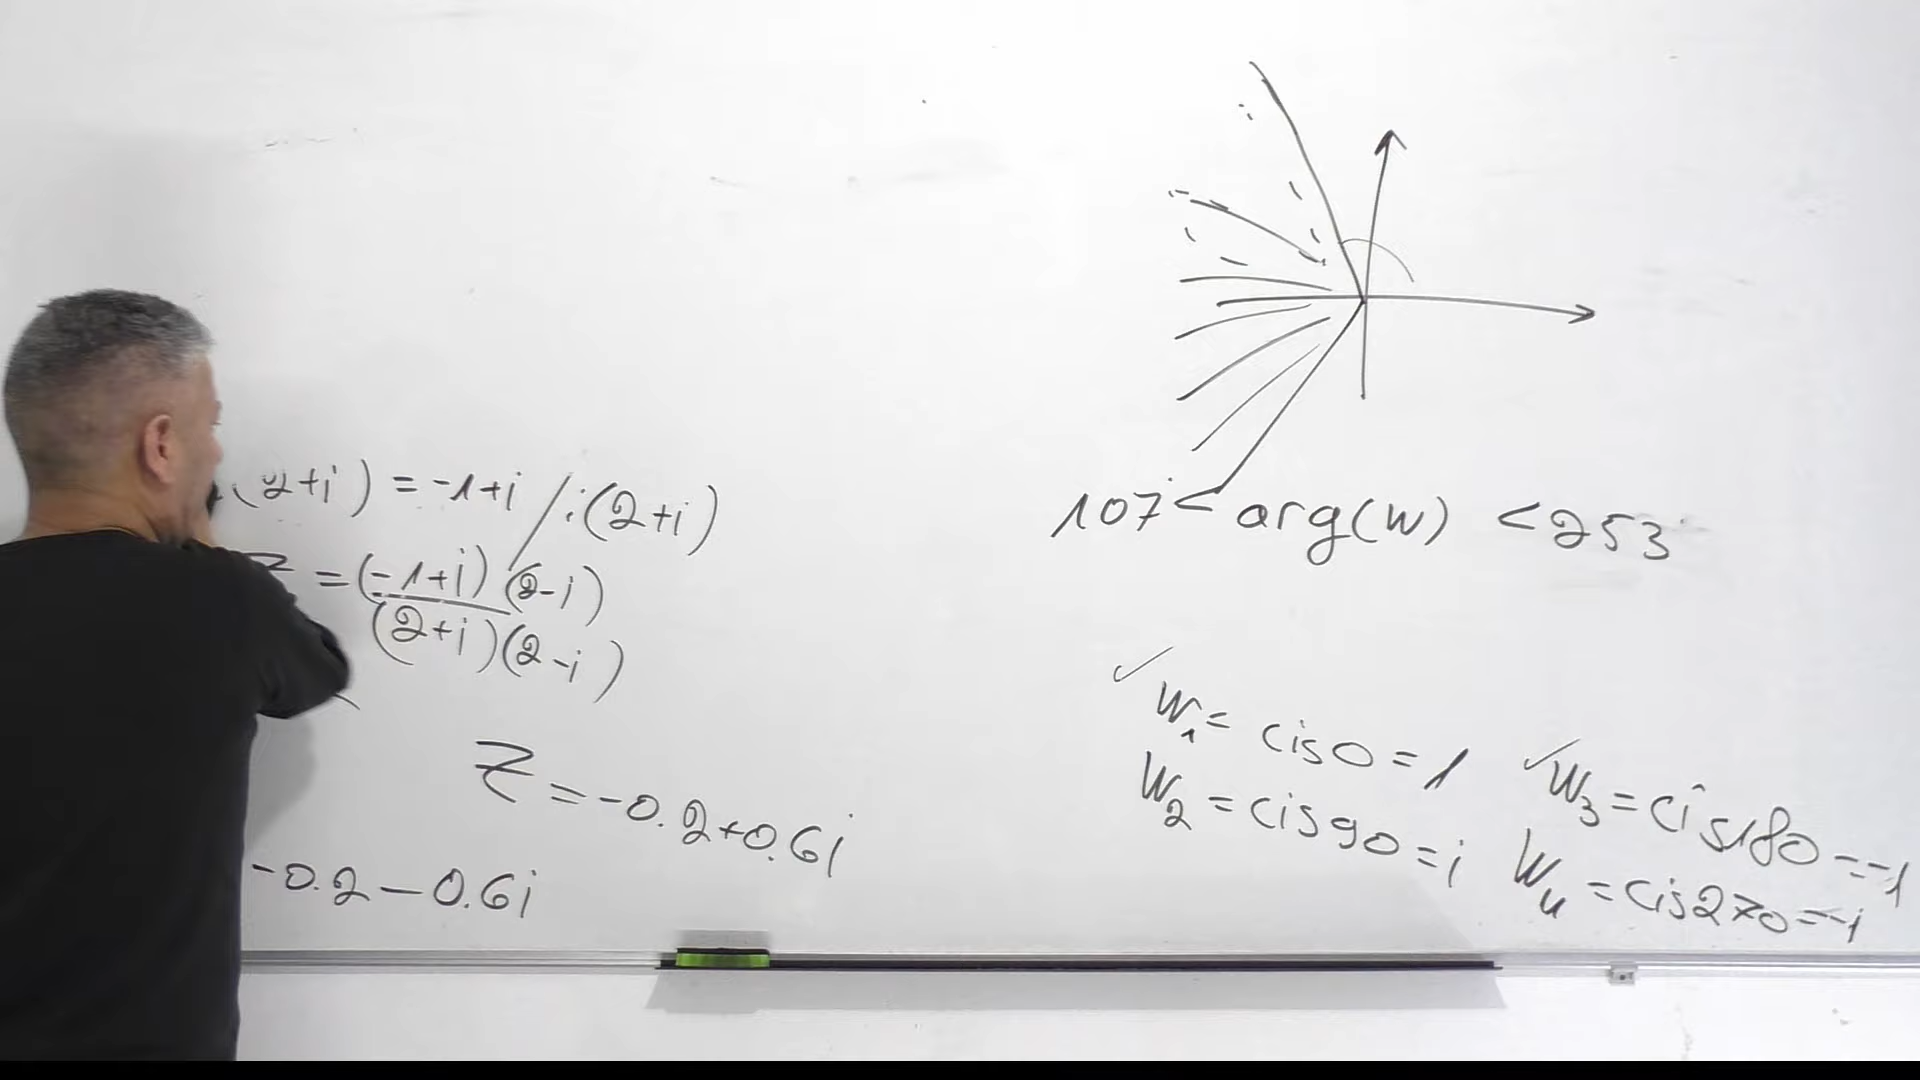 (2+i) = -1+i / :(2+i)
z = (-1+i) (2-i)
(2+i)(2-i)
z = -0.2+0.6i
-0.2-0.6i
107° < arg(w) < 253°
✓ w₁ = cis0 = 1
w₂ = cis90 = i
✓ w₃ = cis180 = -1
w₄ = cis270 = -i